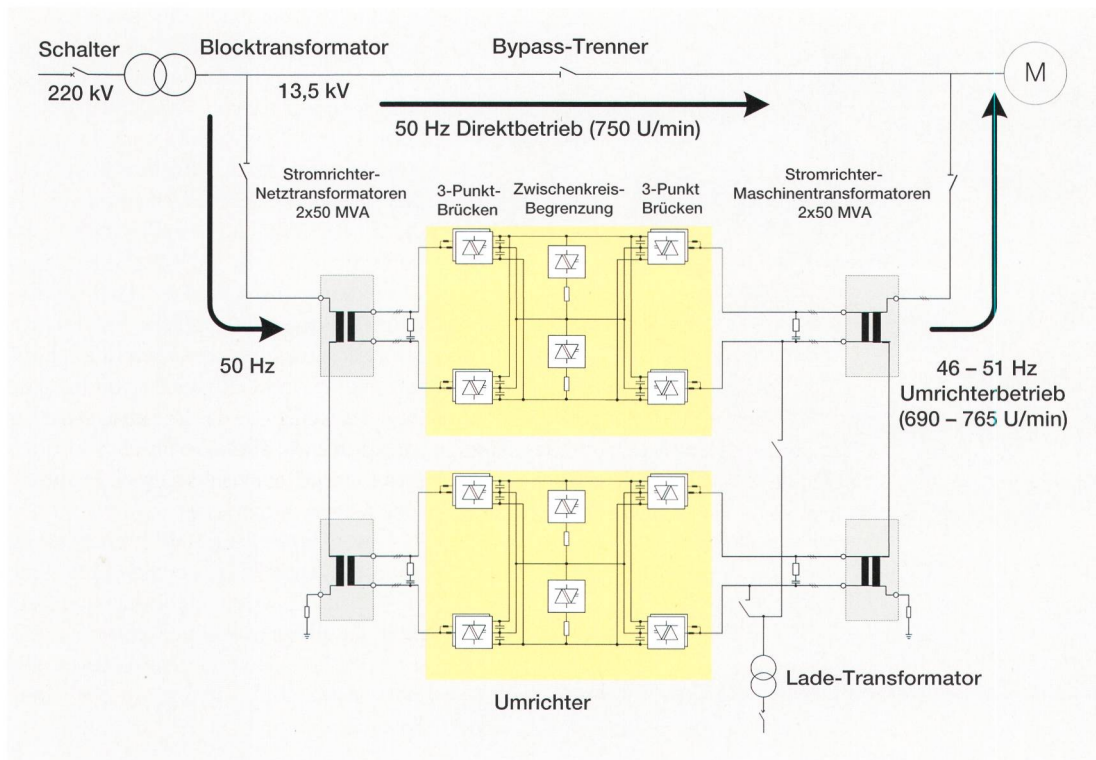 Schalter
Blocktransformator
Bypass-Trenner
M
220 kV
13,5 kV
50 Hz Direktbetrieb (750 U/min)
Stromrichter-
Netztransformatoren
2x50 MVA
3-Punkt-
Brücken
Zwischenkreis-
Begrenzung
3-Punkt
Brücken
Stromrichter-
Maschinentransformatoren
2x50 MVA
50 Hz
46 – 51 Hz
Umrichterbetrieb
(690 – 765 U/min)
Lade-Transformator
Umrichter